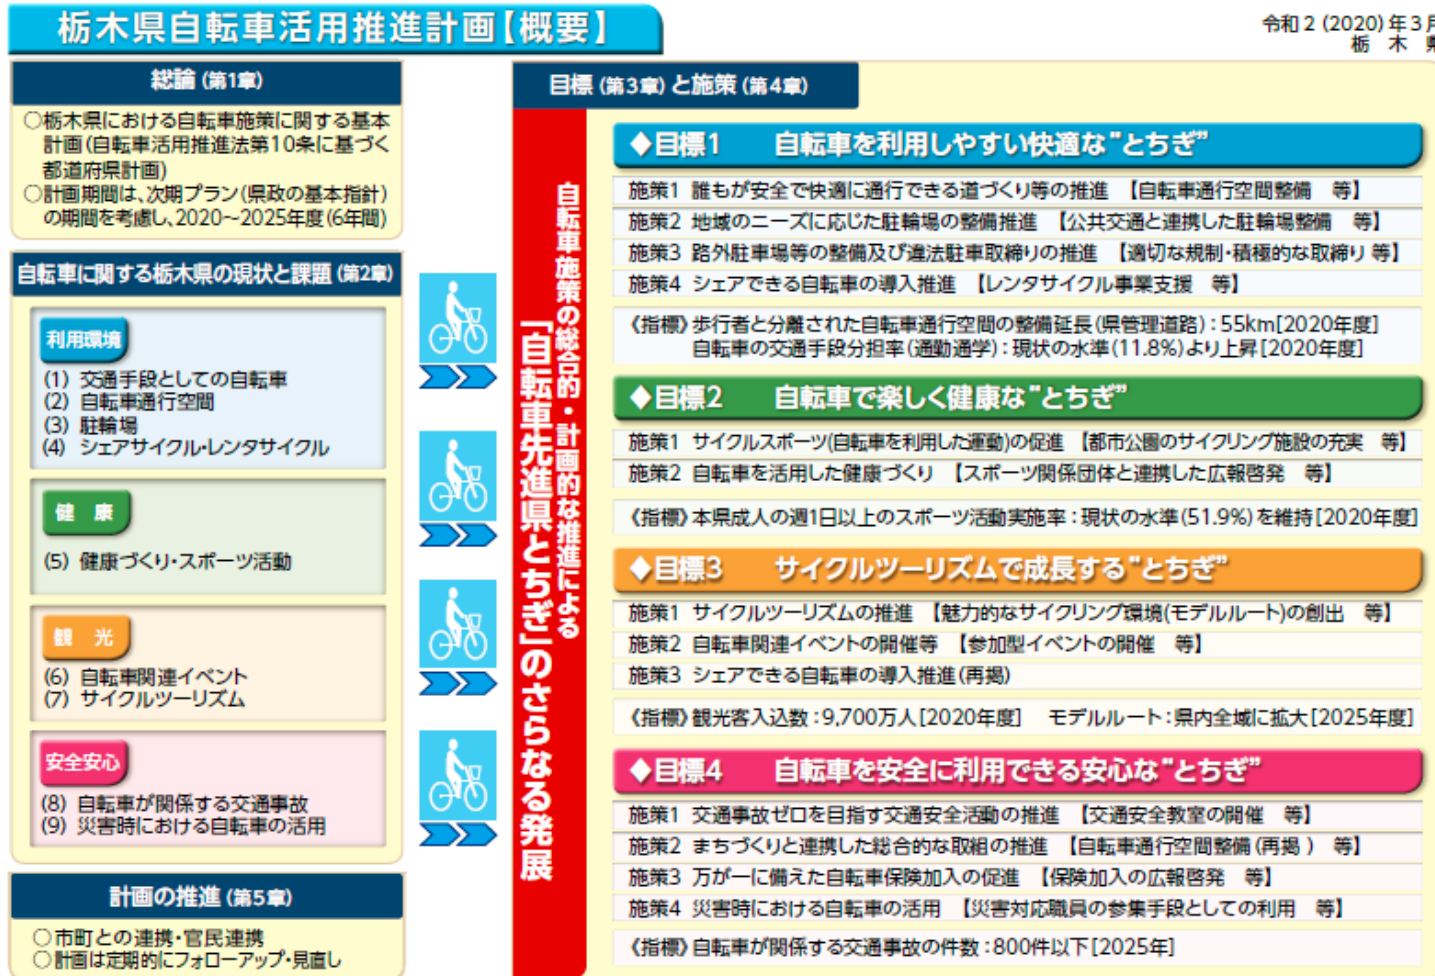 栃木県自転車活用推進計画【概要】
令和2(2020)年3月
栃 木 県
総論(第1章)
○栃木県における自転車施策に関する基本
計画(自転車活用推進法第10条に基づく
都道府県計画)
○計画期間は、次期プラン(県政の基本指針)
の期間を考慮し、2020～2025年度(6年間)
自転車に関する栃木県の現状と課題(第2章)
利用環境
(1) 交通手段としての自転車
(2) 自転車通行空間
(3) 駐輪場
(4) シェアサイクル・レンタサイクル
健 康
(5) 健康づくり・スポーツ活動
観 光
(6) 自転車関連イベント
(7) サイクルツーリズム
安全安心
(8) 自転車が関係する交通事故
(9) 災害時における自転車の活用
計画の推進(第5章)
○市町との連携・官民連携
○計画は定期的にフォローアップ・見直し
目標(第3章)と施策(第4章)
自転車施策の総合的・計画的な推進による
「自転車先進県とちぎ」のさらなる発展
◆目標1 自転車を利用しやすい快適な"とちぎ"
施策1 誰もが安全で快適に通行できる道づくり等の推進 【自転車通行空間整備 等】
施策2 地域のニーズに応じた駐輪場の整備推進 【公共交通と連携した駐輪場整備 等】
施策3 路外駐車場等の整備及び違法駐車取締りの推進 【適切な規制・積極的な取締り 等】
施策4 シェアできる自転車の導入推進 【レンタサイクル事業支援 等】
《指標》歩行者と分離された自転車通行空間の整備延長(県管理道路)：55km[2020年度]
自転車の交通手段分担率(通勤通学)：現状の水準(11.8%)より上昇[2020年度]
◆目標2 自転車で楽しく健康な"とちぎ"
施策1 サイクルスポーツ(自転車を利用した運動)の促進 【都市公園のサイクリング施設の充実 等】
施策2 自転車を活用した健康づくり 【スポーツ関係団体と連携した広報啓発 等】
《指標》本県成人の週1日以上のスポーツ活動実施率：現状の水準(51.9%)を維持[2020年度]
◆目標3 サイクルツーリズムで成長する"とちぎ"
施策1 サイクルツーリズムの推進 【魅力的なサイクリング環境(モデルルート)の創出 等】
施策2 自転車関連イベントの開催等 【参加型イベントの開催 等】
施策3 シェアできる自転車の導入推進(再掲)
《指標》観光客入込数：9,700万人[2020年度] モデルルート：県内全域に拡大[2025年度]
◆目標4 自転車を安全に利用できる安心な"とちぎ"
施策1 交通事故ゼロを目指す交通安全活動の推進 【交通安全教室の開催 等】
施策2 まちづくりと連携した総合的な取組の推進 【自転車通行空間整備(再掲) 等】
施策3 万が一に備えた自転車保険加入の促進 【保険加入の広報啓発 等】
施策4 災害時における自転車の活用 【災害対応職員の参集手段としての利用 等】
《指標》自転車が関係する交通事故の件数：800件以下[2025年]